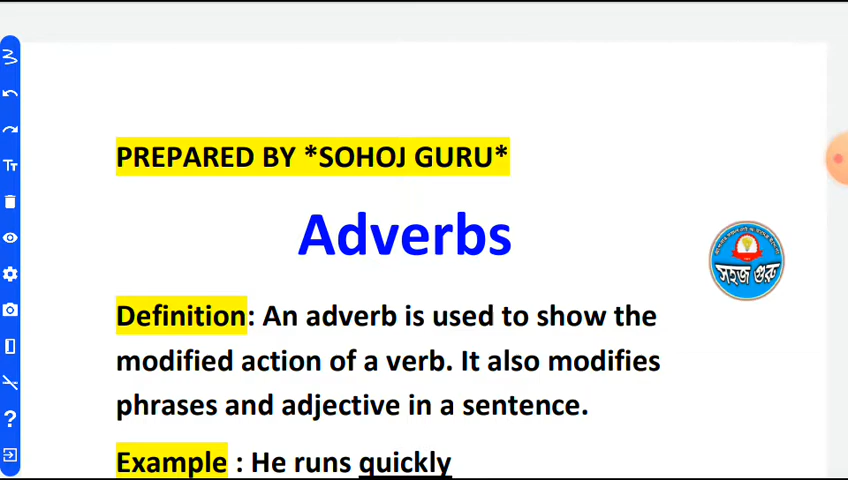 PREPARED BY *SOHOJ GURU*
Adverbs
সহজ গুরু
Definition: An adverb is used to show the
modified action of a verb. It also modifies
phrases and adjective in a sentence.
Example : He runs quickly